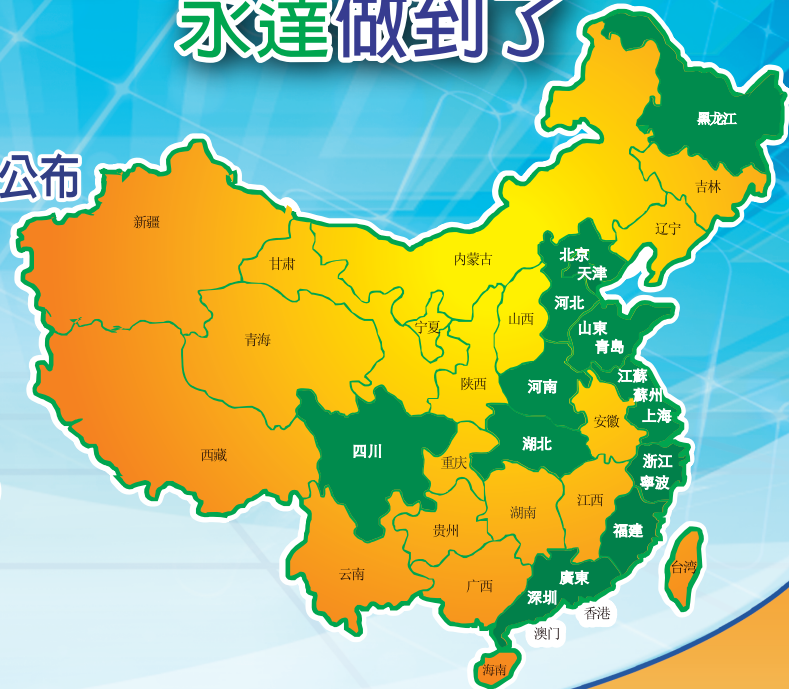 永達做到了
公布
黑龙江
吉林
辽宁
新疆
甘肃
内蒙古
北京
天津
河北
宁夏
山西
山東
青岛
青海
陕西
河南
江蘇
蘇州
上海
安徽
西藏
四川
重庆
湖北
浙江
寧波
湖南
江西
贵州
福建
云南
广西
廣東
深圳
台湾
香港
澳门
海南